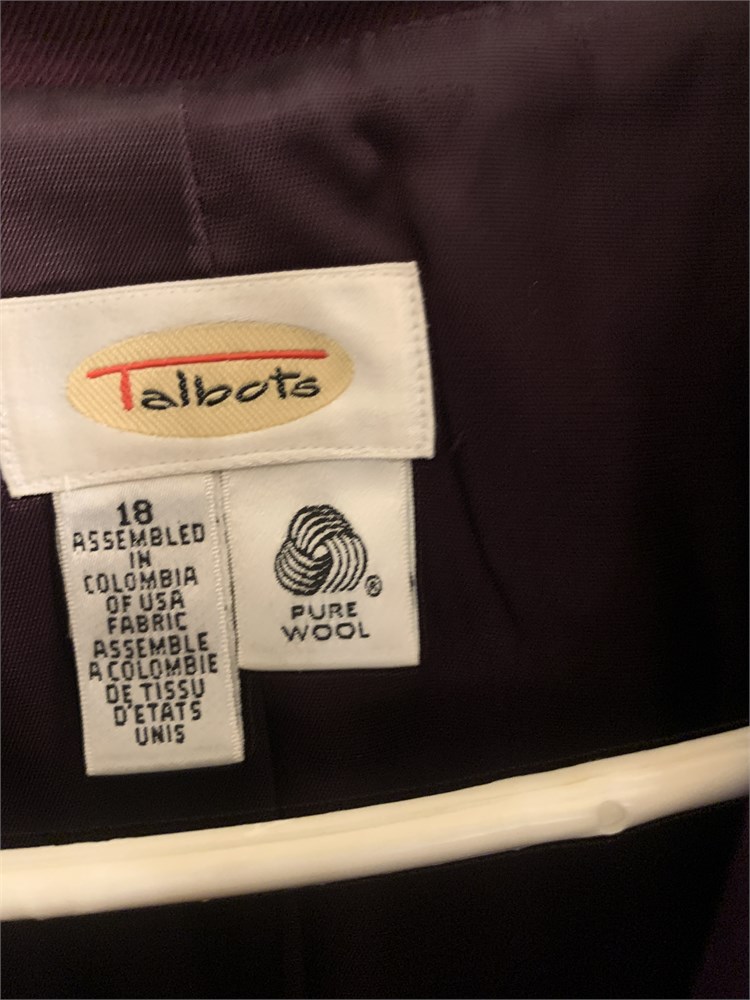 Talbots
18
ASSEMBLED
IN
COLOMBIA
OF USA
FABRIC
ASSEMBLE
A COLOMBIE
DE TISSU
D'ETATS
UNIS
®
PURE
WOOL